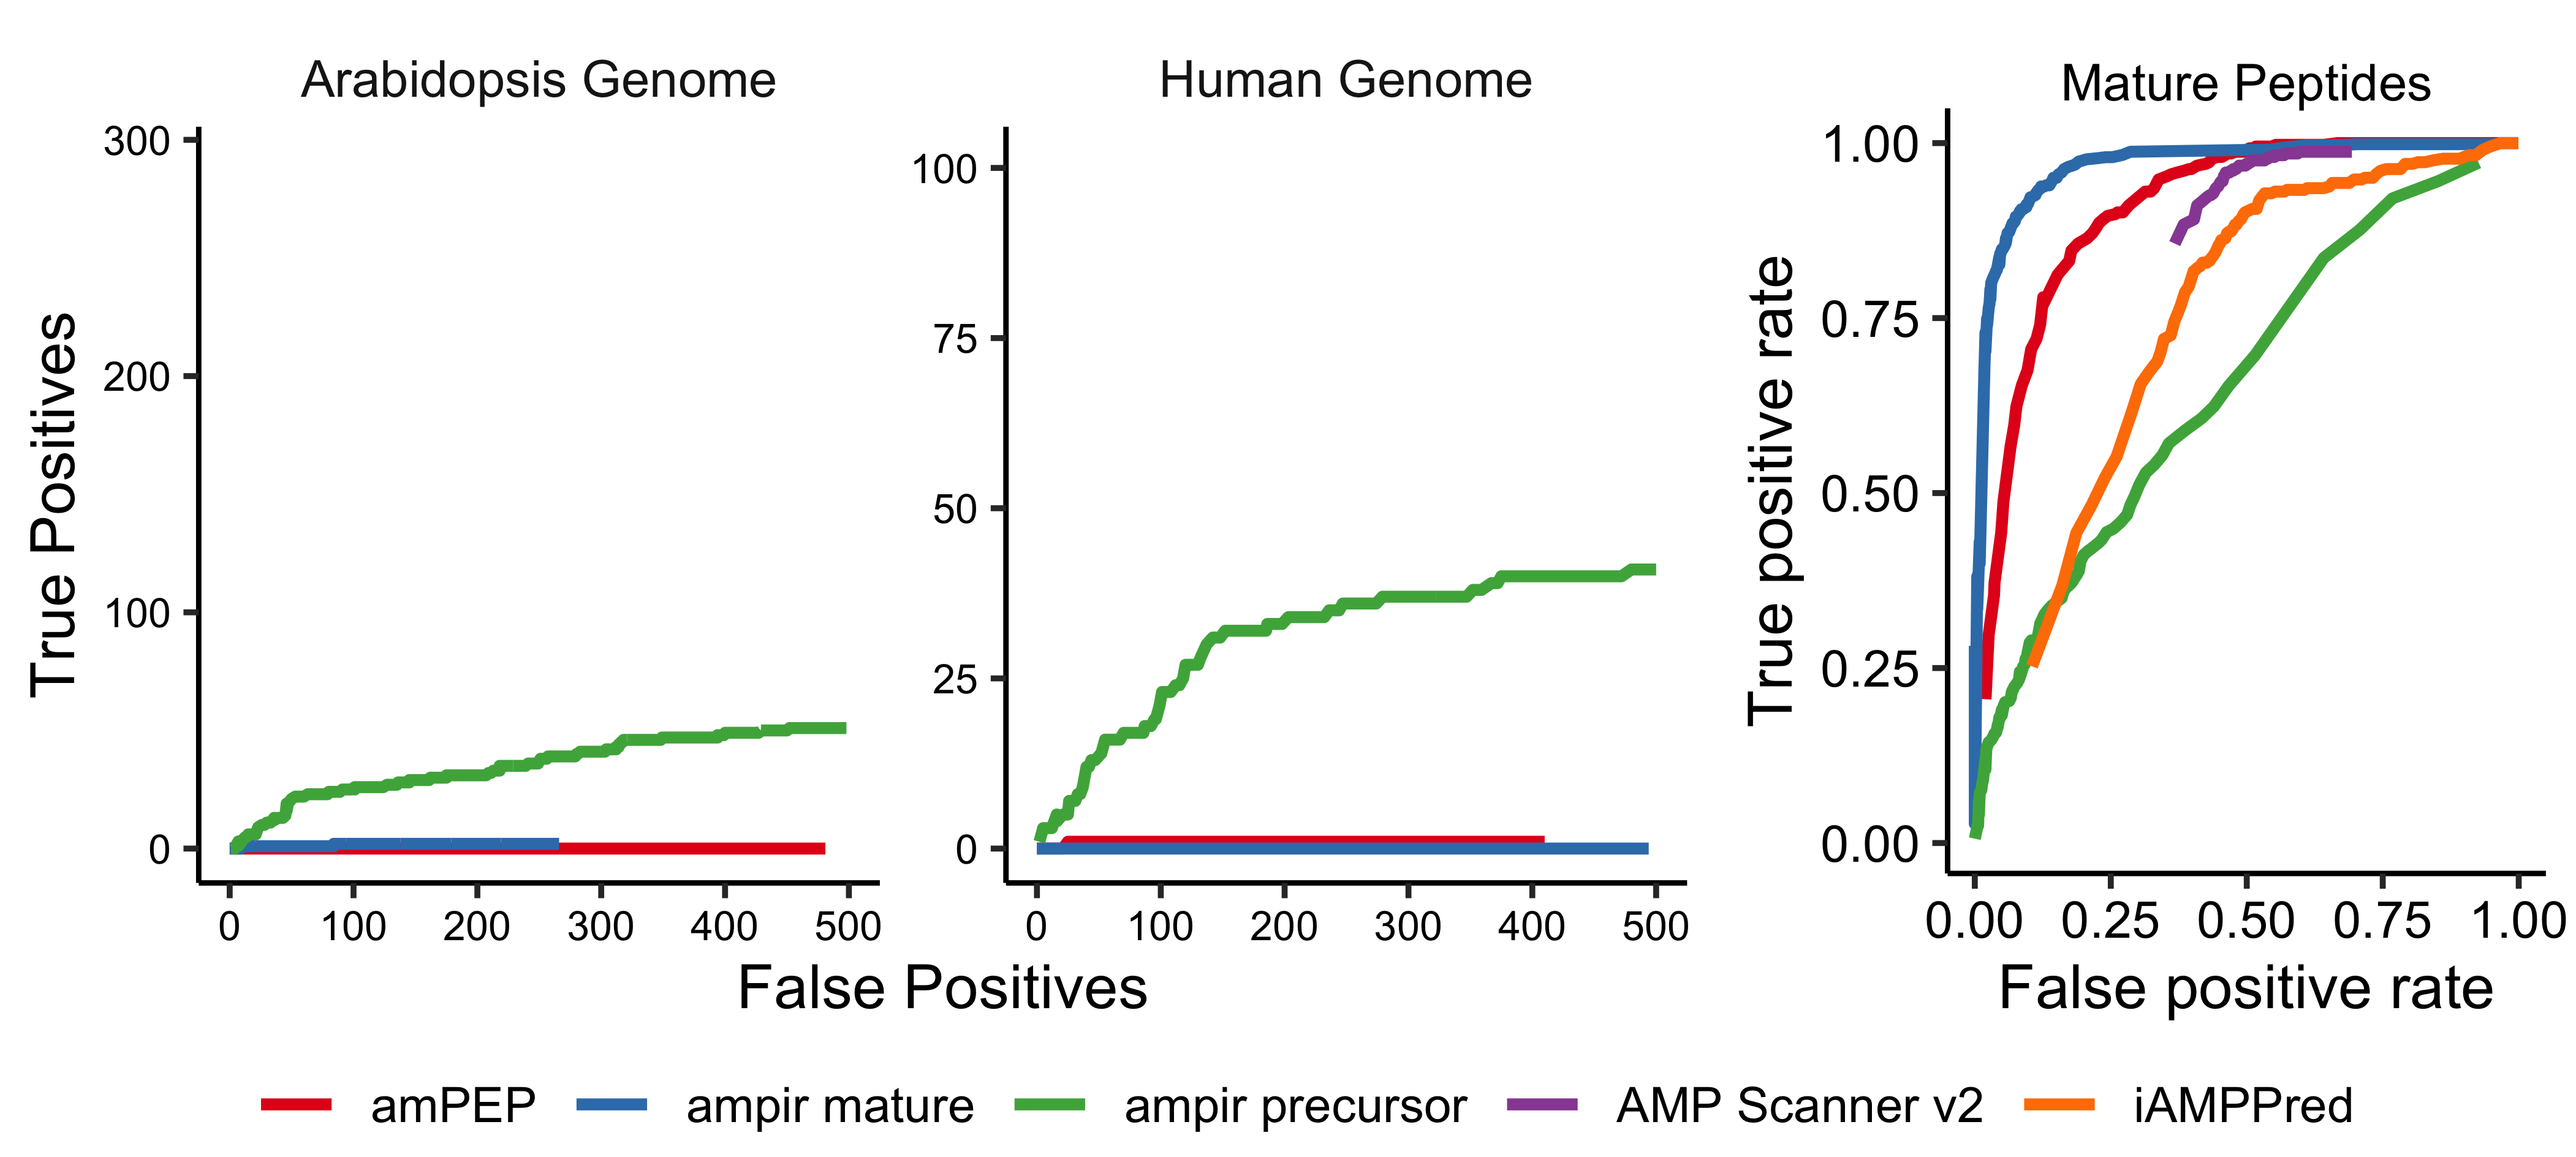 Arabidopsis Genome
Human Genome
Mature Peptides
True Positives
300
200
100
0
0 100 200 300 400 500
100
75
50
25
0
0 100 200 300 400 500
False Positives
True positive rate
1.00
0.75
0.50
0.25
0.00
0.00 0.25 0.50 0.75 1.00
False positive rate
amPEP ampir mature ampir precursor AMP Scanner v2 iAMPPred